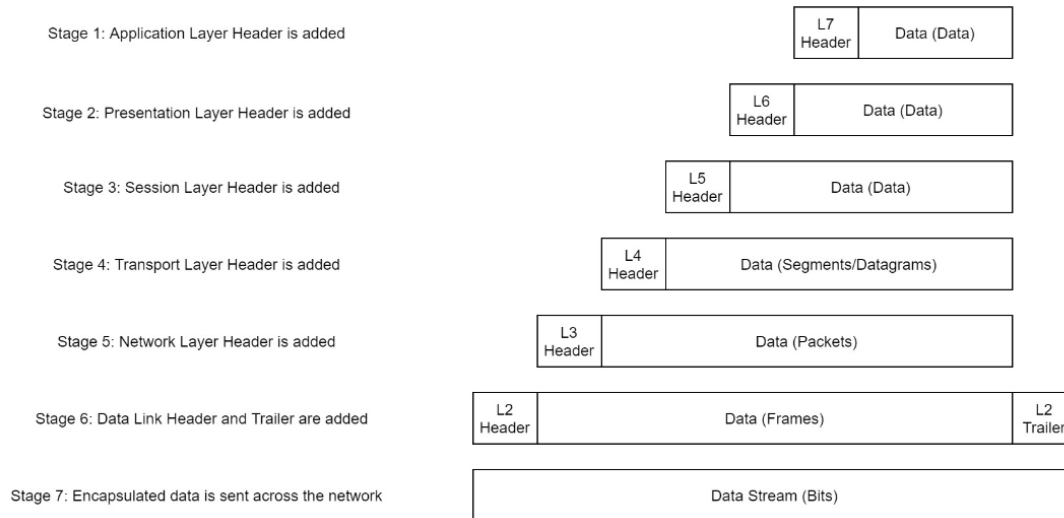 Stage 1: Application Layer Header is added
L7
Header
Data (Data)
Stage 2: Presentation Layer Header is added
L6
Header
Data (Data)
Stage 3: Session Layer Header is added
L5
Header
Data (Data)
Stage 4: Transport Layer Header is added
L4
Header
Data (Segments/Datagrams)
Stage 5: Network Layer Header is added
L3
Header
Data (Packets)
Stage 6: Data Link Header and Trailer are added
L2
Header
Data (Frames)
L2
Trailer
Stage 7: Encapsulated data is sent across the network
Data Stream (Bits)